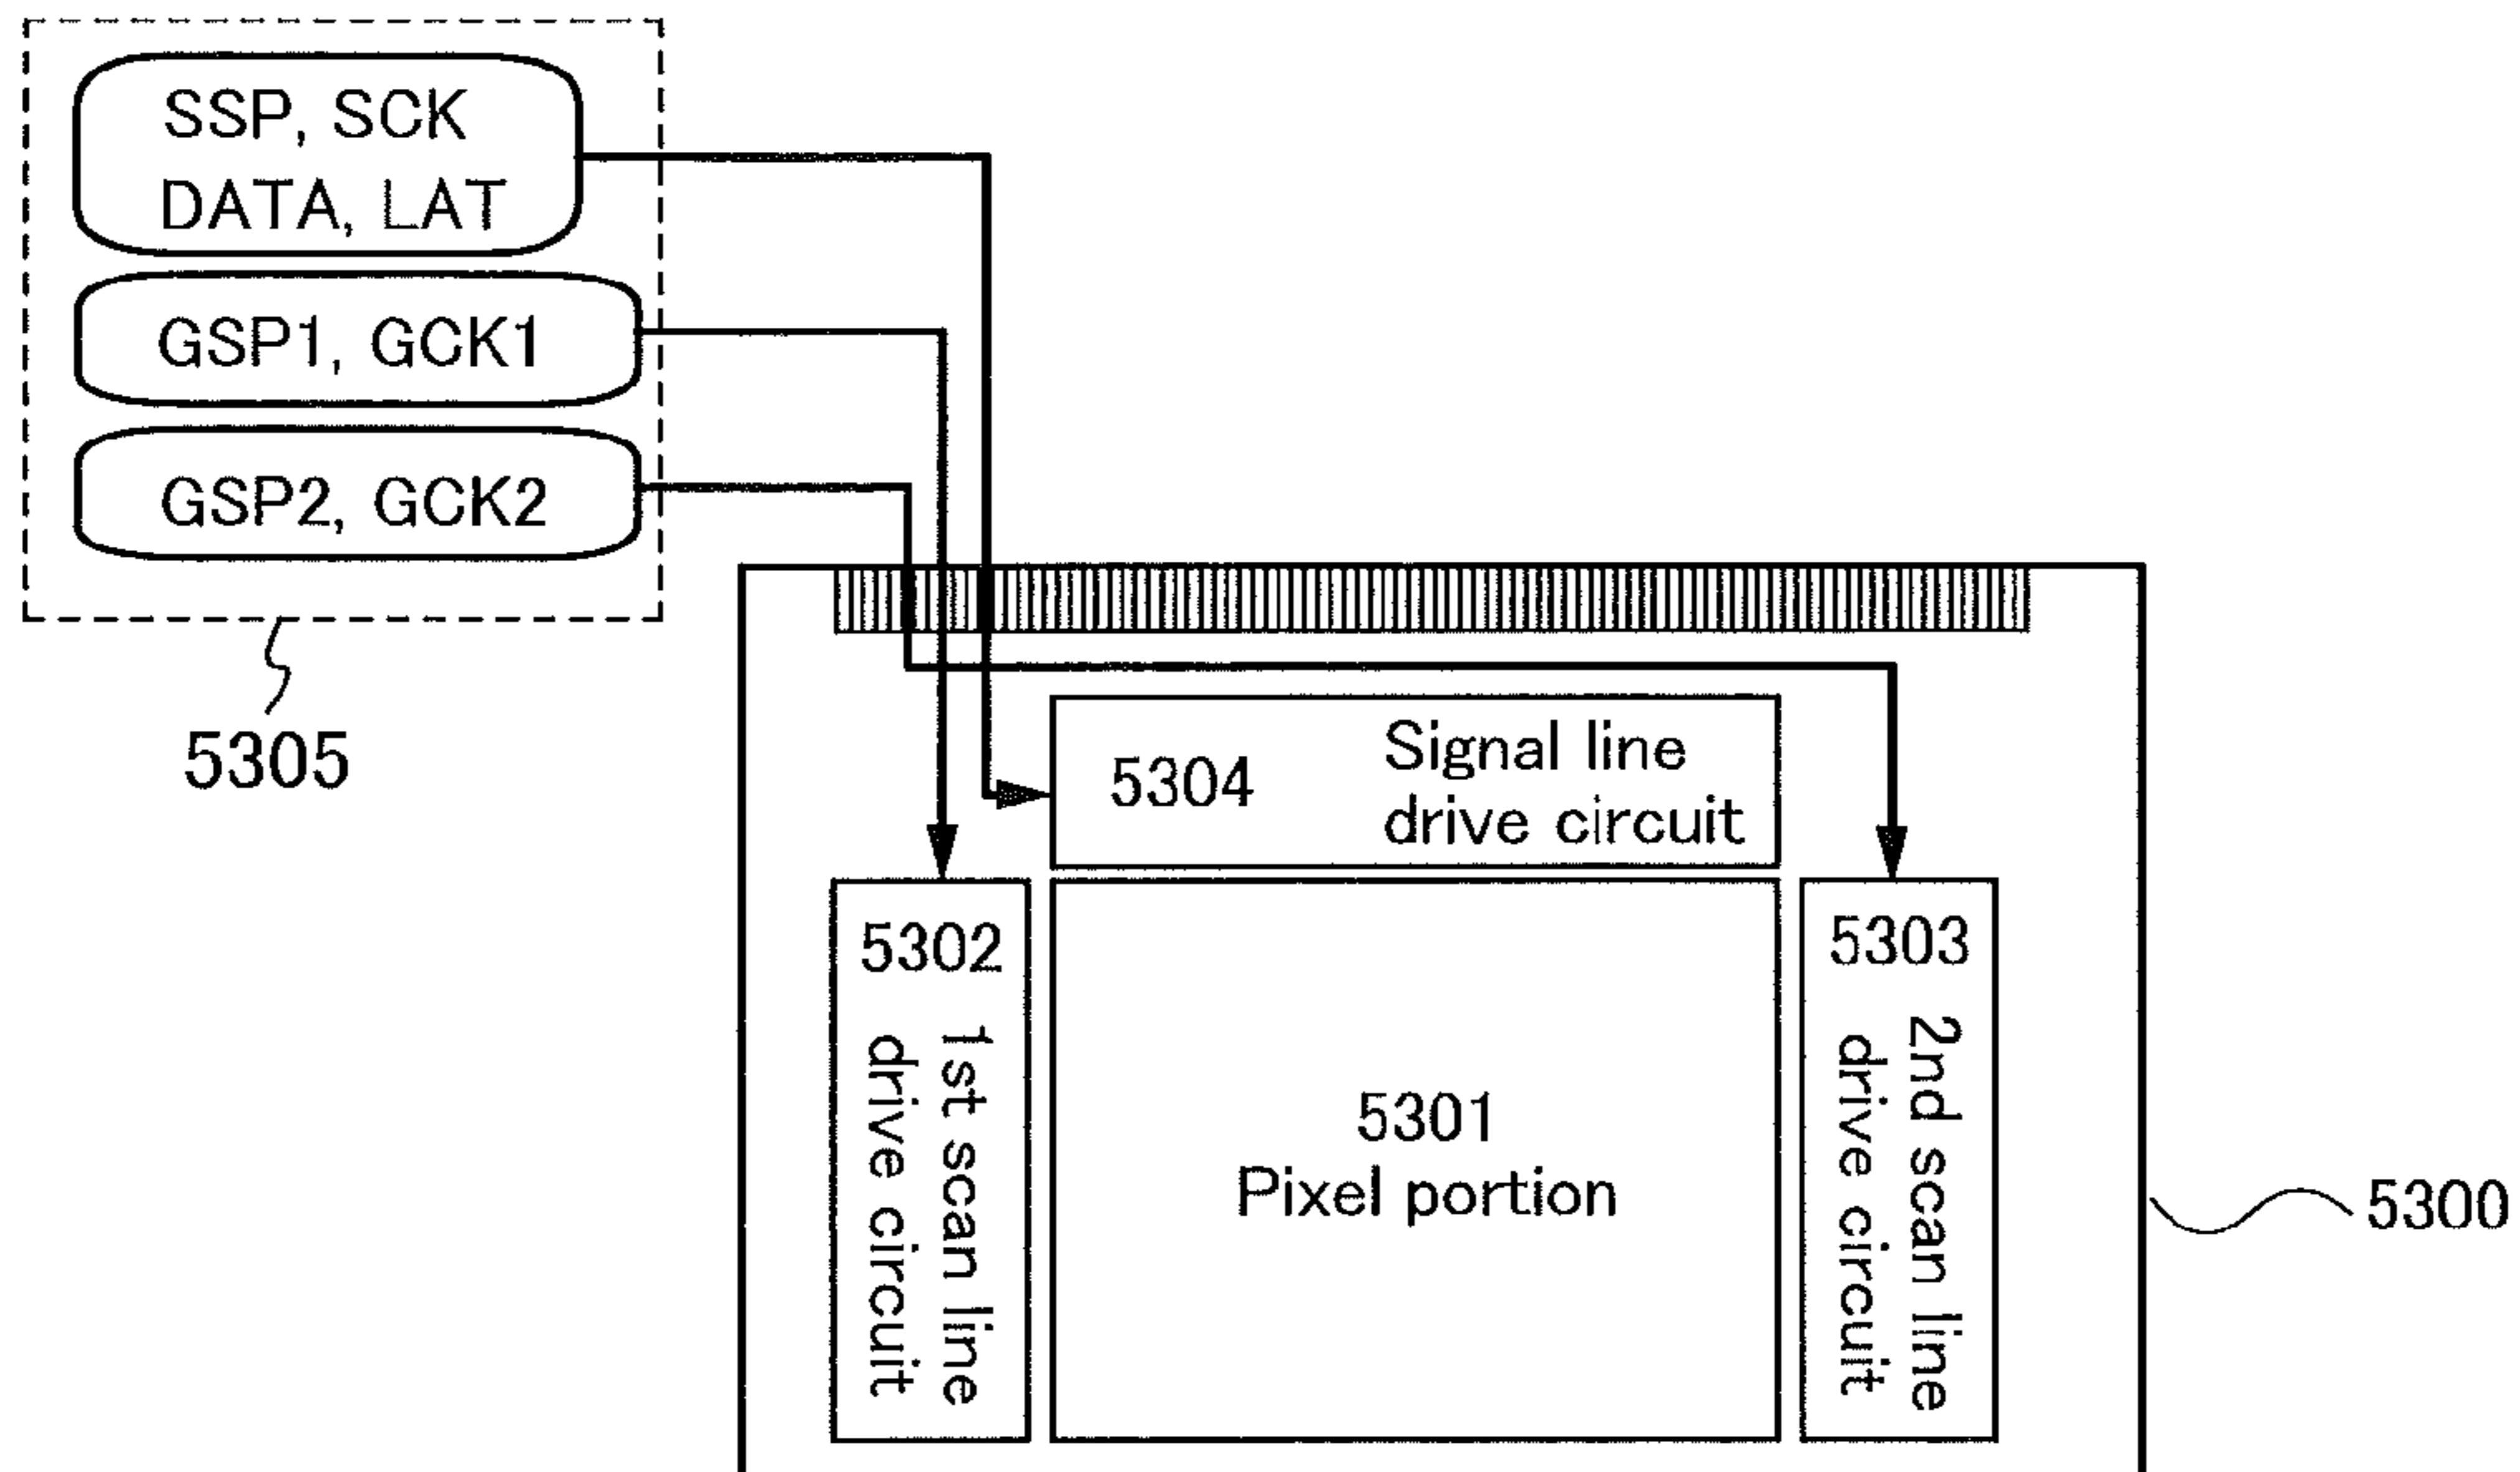 SSP, SCK
DATA, LAT
GSP1, GCK1
GSP2, GCK2
5305
5304
Signal line
drive circuit
5302
1st scan line
drive circuit
5301
Pixel portion
5303
2nd scan line
drive circuit
5300